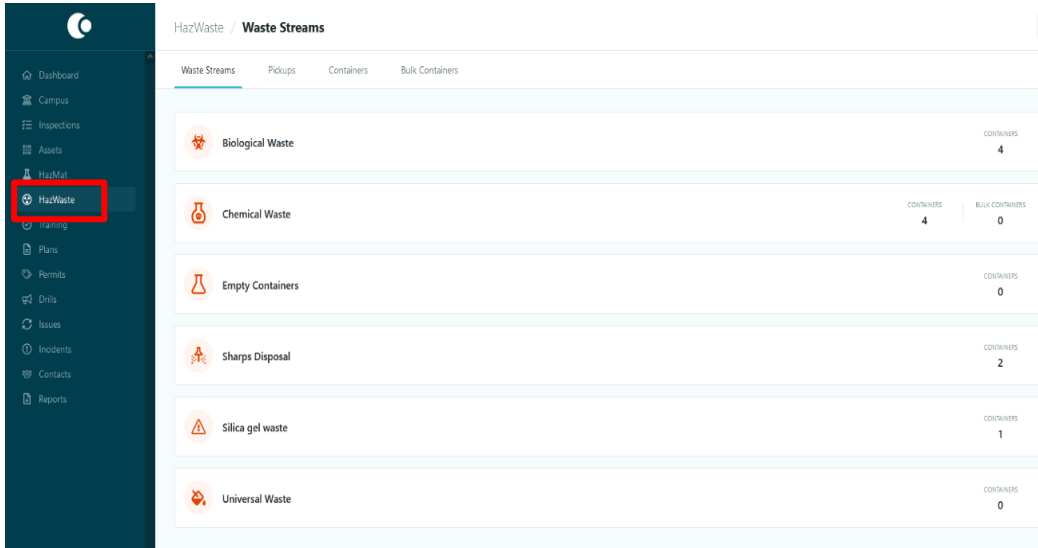 HazWaste / Waste Streams
Waste Streams Pickups Containers Bulk Containers
Dashboard
Campus
Inspections
Assets
HazMat
HazWaste
Training
Plans
Permits
Drills
Issues
Incidents
Contacts
Reports
Biological Waste
CONTAINERS
4
Chemical Waste
CONTAINERS BULK CONTAINERS
4 0
Empty Containers
CONTAINERS
0
Sharps Disposal
CONTAINERS
2
Silica gel waste
CONTAINERS
1
Universal Waste
CONTAINERS
0